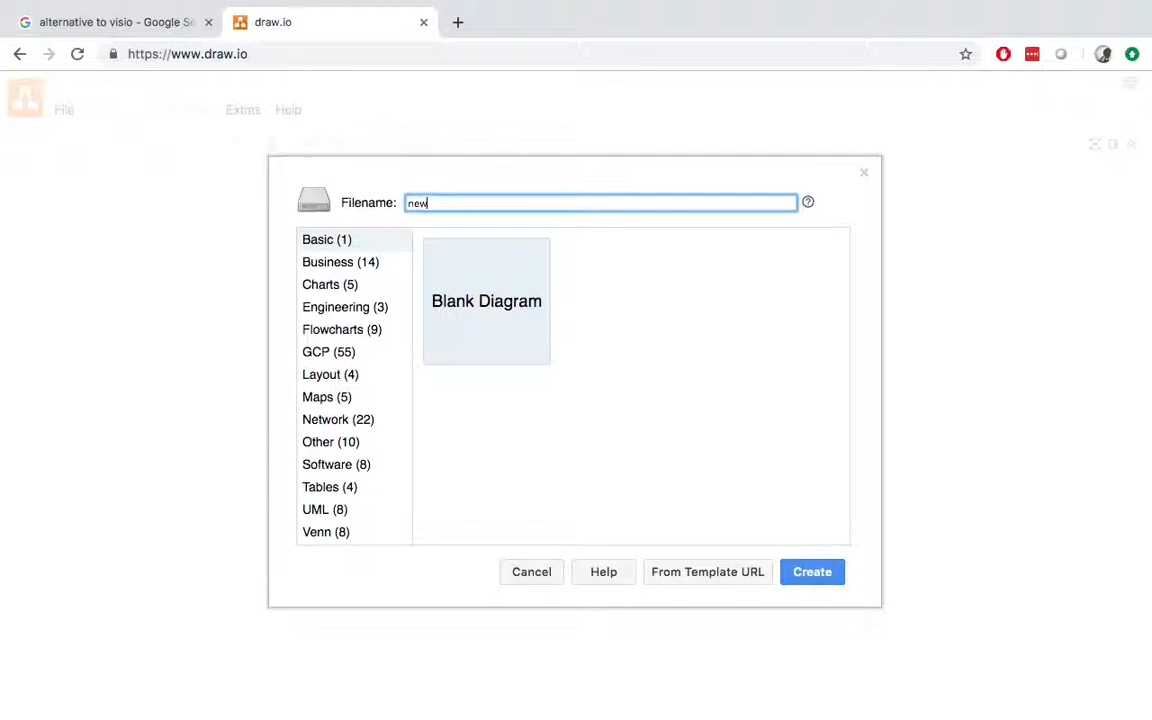 alternative to visio - Google Se
draw.io
https://www.draw.io
File
Extras
Help
Filename:
new
Basic (1)
Business (14)
Charts (5)
Engineering (3)
Flowcharts (9)
GCP (55)
Layout (4)
Maps (5)
Network (22)
Other (10)
Software (8)
Tables (4)
UML (8)
Venn (8)
Blank Diagram
Cancel
Help
From Template URL
Create